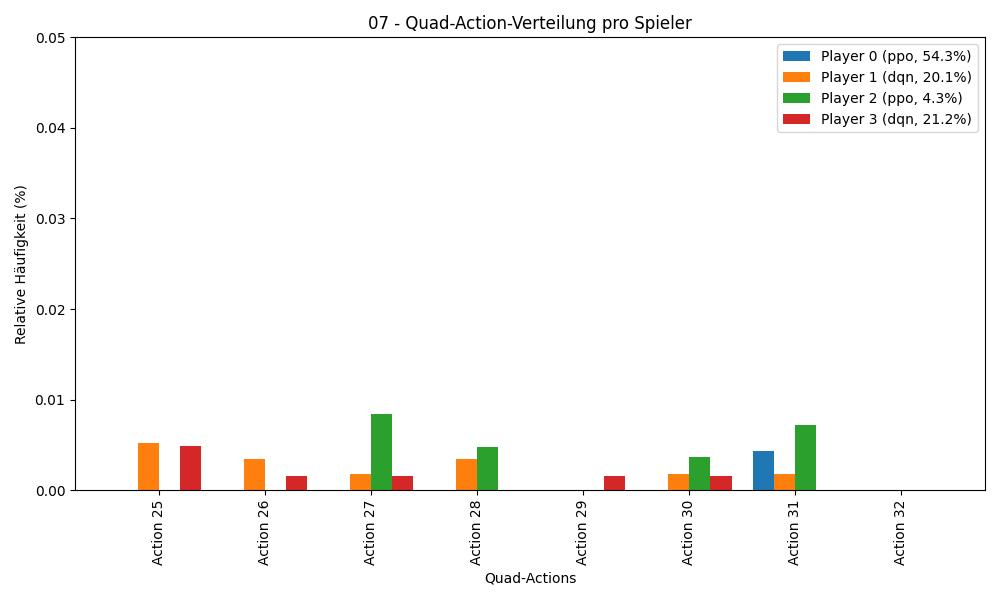 07 - Quad-Action-Verteilung pro Spieler
Player 0 (ppo, 54.3%)
Player 1 (dqn, 20.1%)
Player 2 (ppo, 4.3%)
Player 3 (dqn, 21.2%)
Relative Häufigkeit (%)
0.05
0.04
0.03
0.02
0.01
0.00
Action 25
Action 26
Action 27
Action 28
Action 29
Action 30
Action 31
Action 32
Quad-Actions